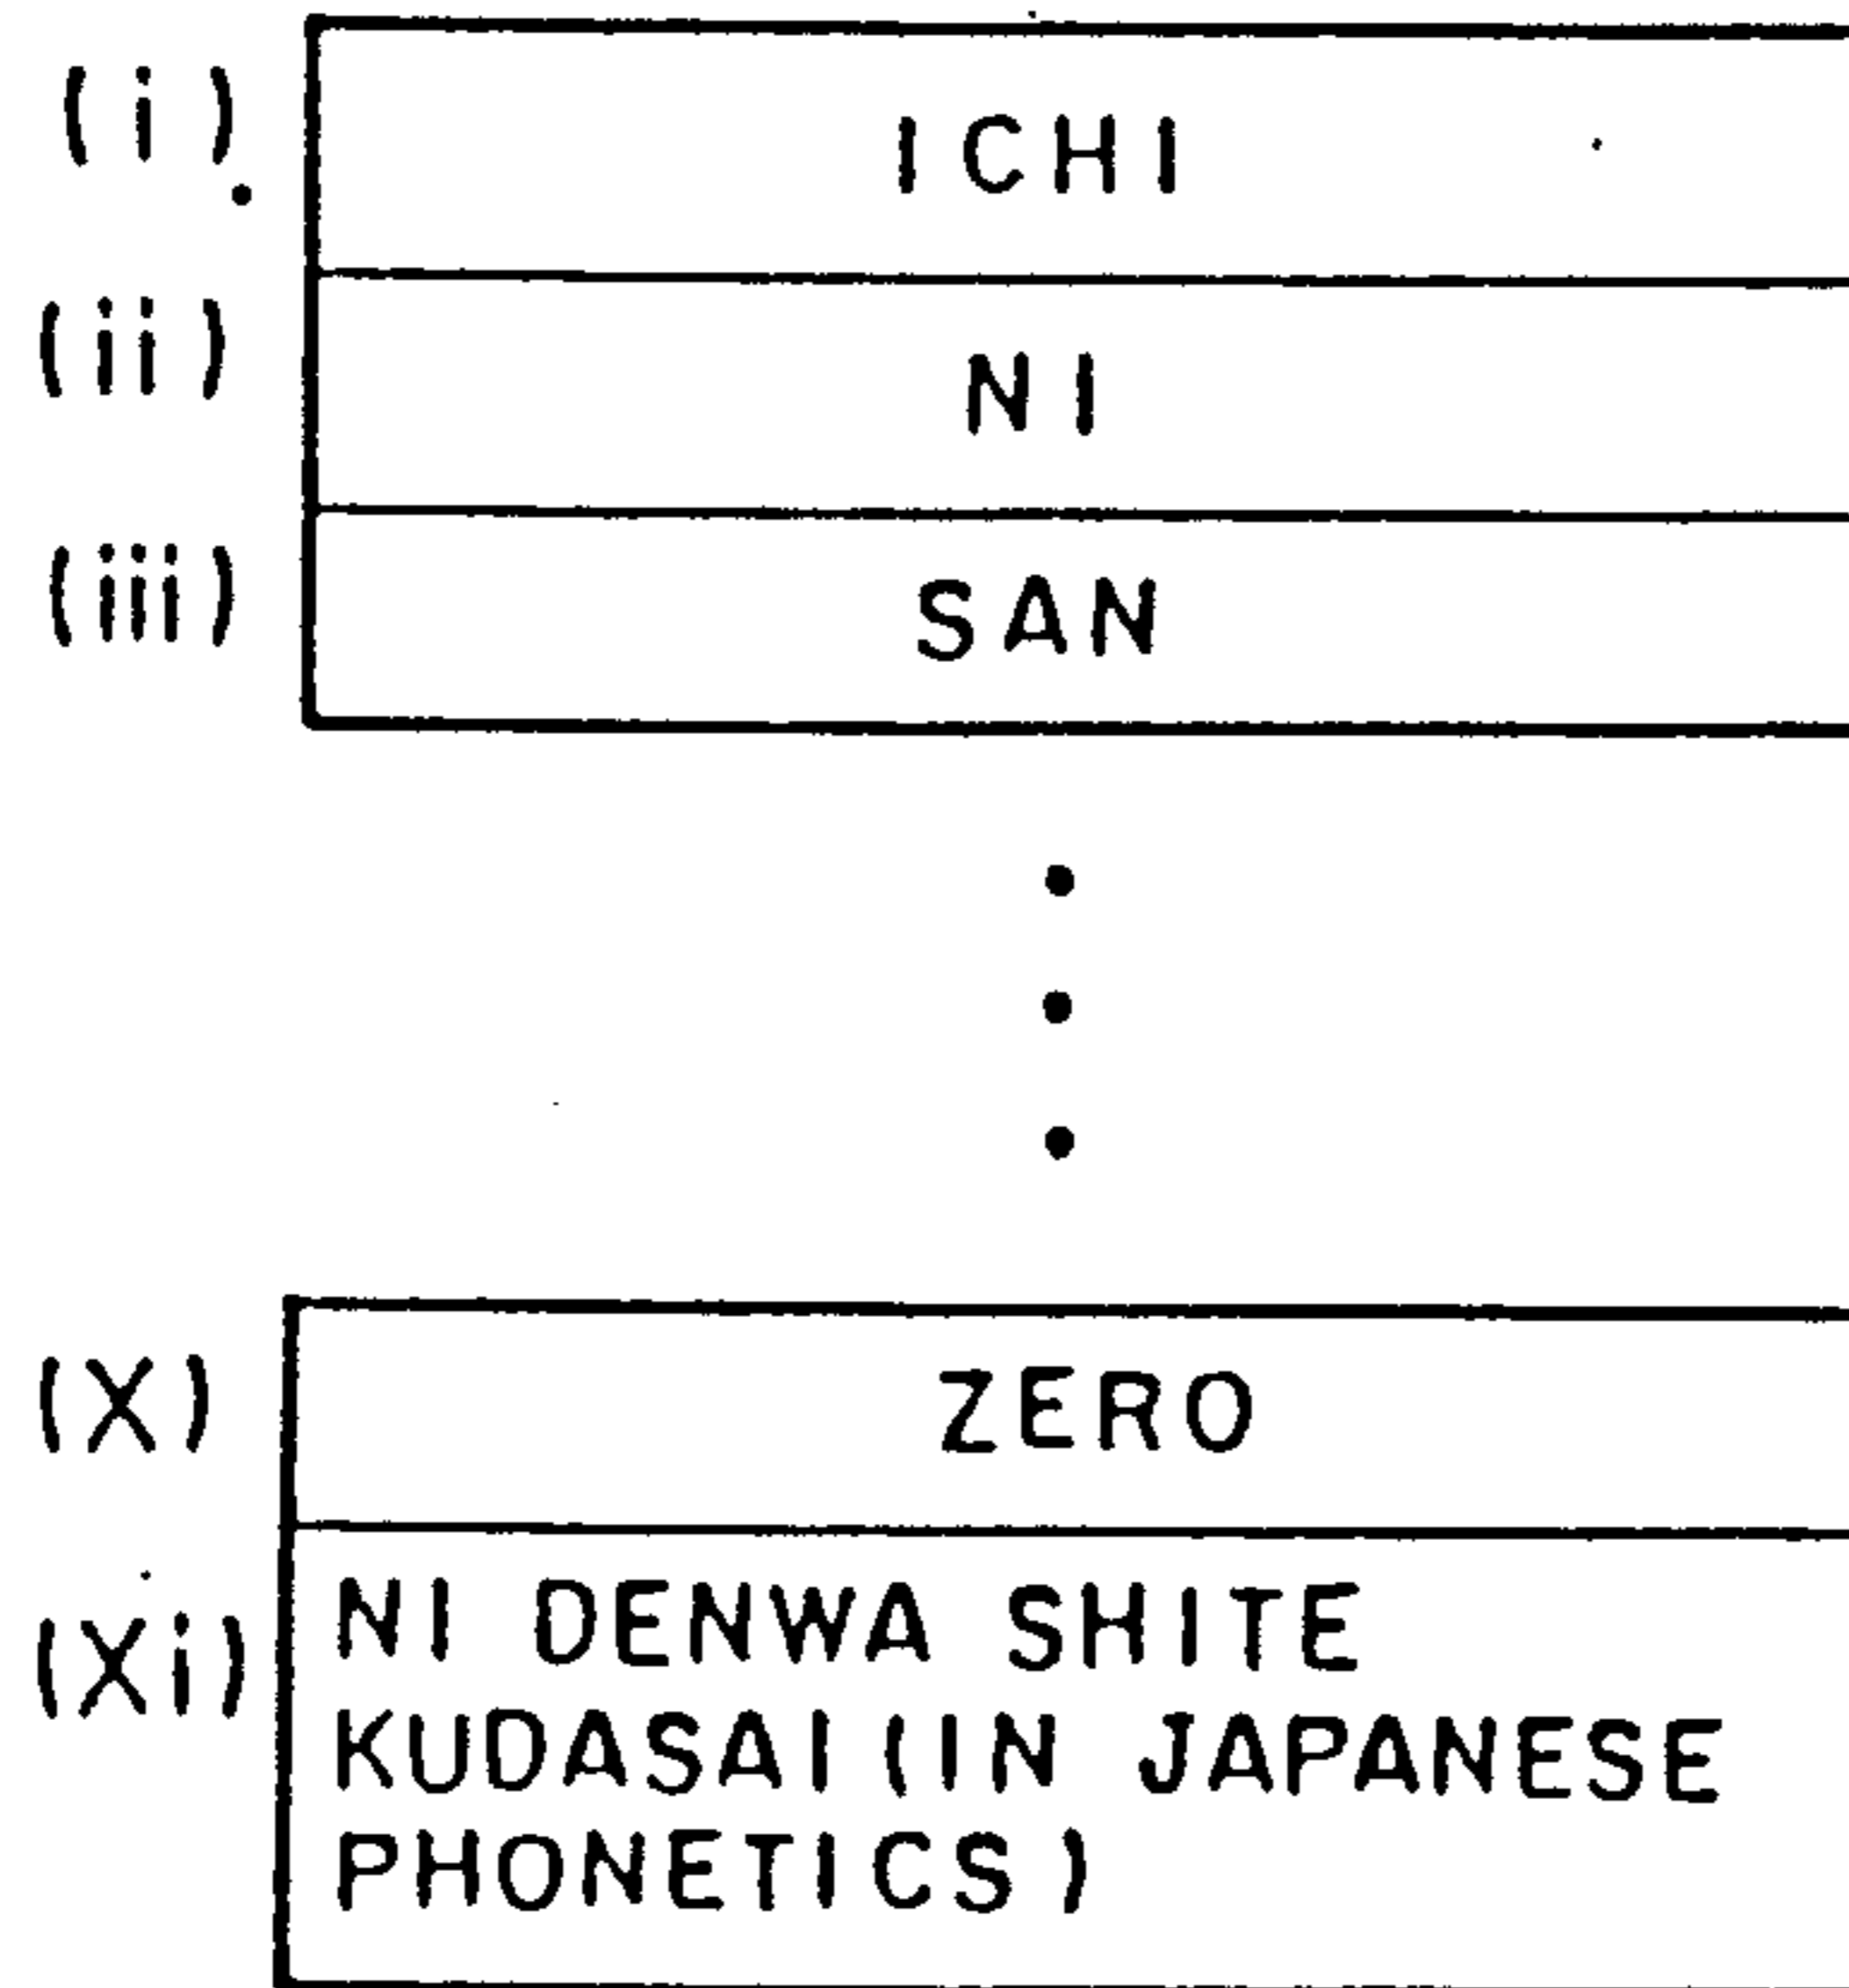 (i) ICHI
(ii) NI
(iii) SAN
(X) ZERO
(Xi) NI DENWA SHITE
KUDASAI (IN JAPANESE
PHONETICS)